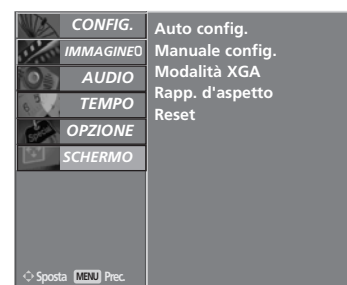 CONFIG.
IMMAGINE
AUDIO
TEMPO
OPZIONE
SCHERMO
Auto config.
Manuale config.
Modalità XGA
Rapp. d'aspetto
Reset
Sposta MENU Prec.